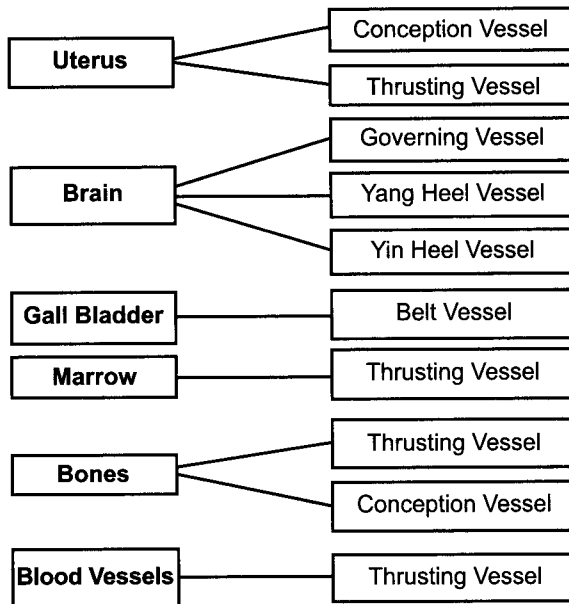 Uterus
Conception Vessel
Thrusting Vessel
Brain
Governing Vessel
Yang Heel Vessel
Yin Heel Vessel
Gall Bladder
Belt Vessel
Marrow
Thrusting Vessel
Bones
Thrusting Vessel
Conception Vessel
Blood Vessels
Thrusting Vessel